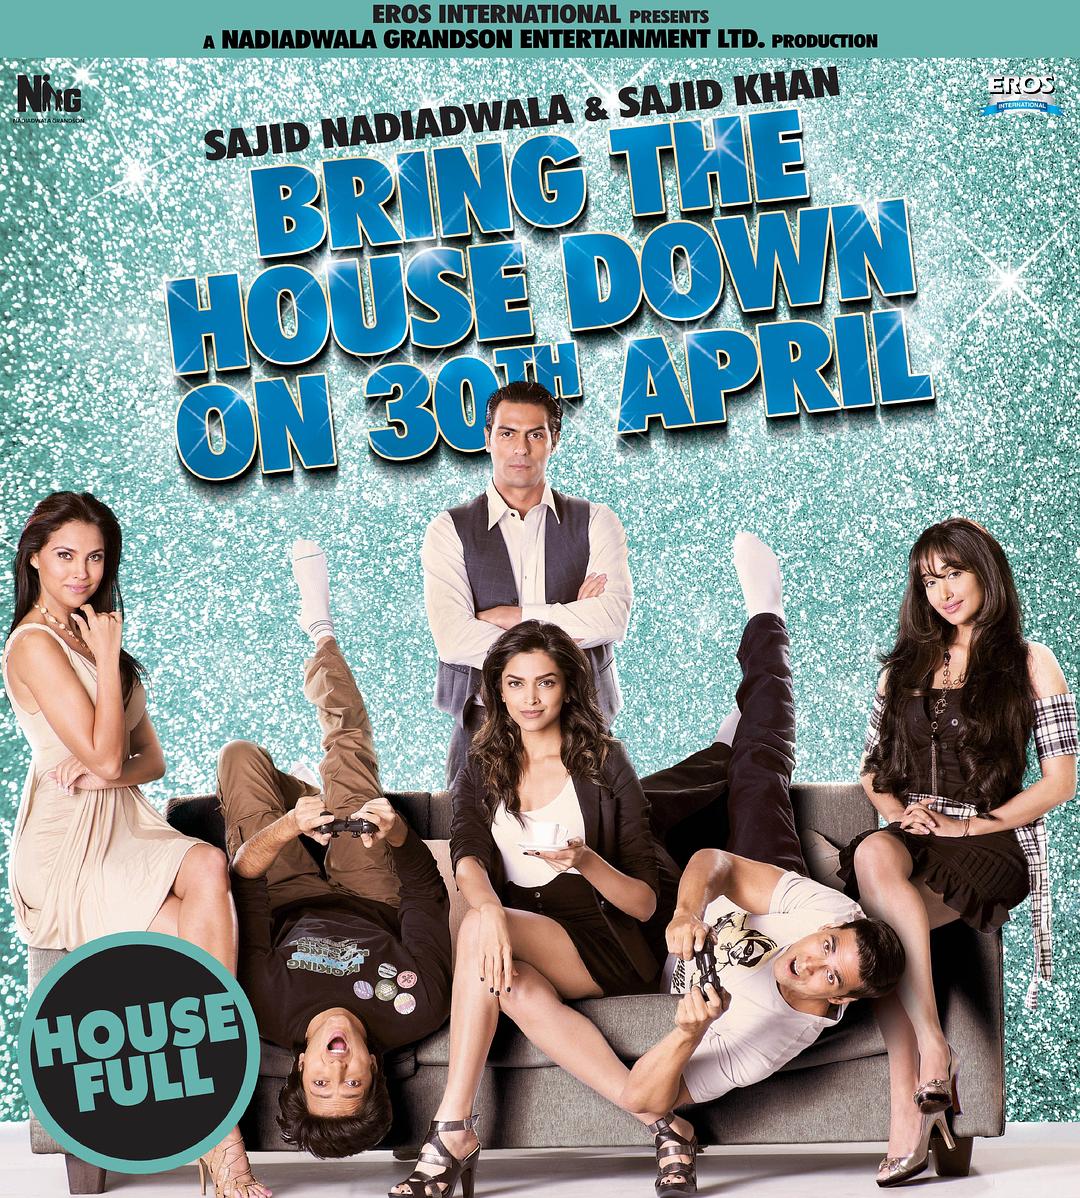 EROS INTERNATIONAL PRESENTS
A NADIADWALA GRANDSON ENTERTAINMENT LTD. PRODUCTION
NG
NADIADWALA GRANDSON
EROS
INTERNATIONAL
SAJID NADIADWALA & SAJID KHAN
BRING THE
HOUSE DOWN
ON 30TH APRIL
HOUSE
FULL